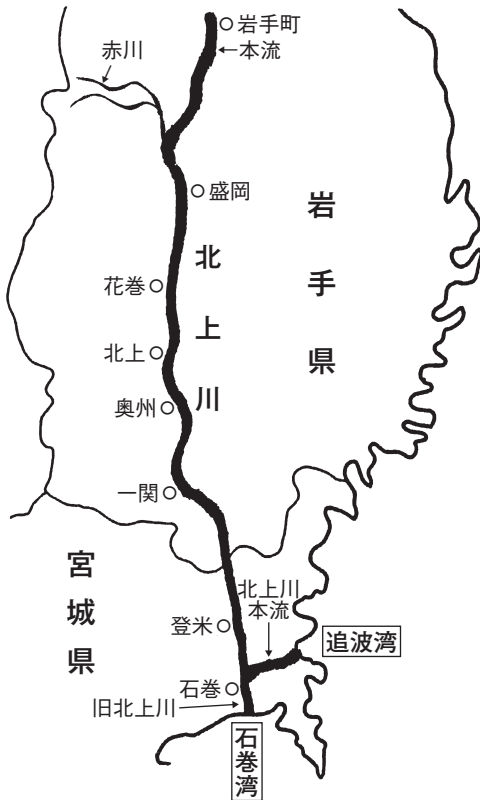 岩手町
本流
赤川
盛岡
岩手県
北上川
花巻
北上
奥州
一関
宮城県
北上川
本流
登米
追波湾
石巻
旧北上川
石巻湾